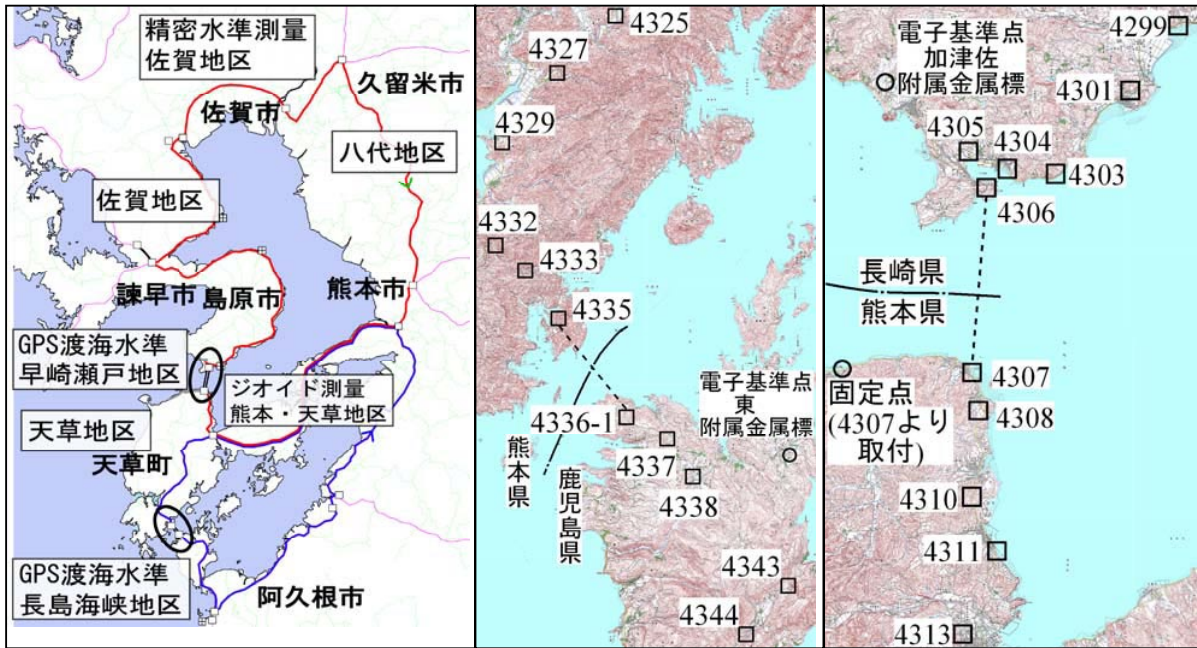 精密水準測量
佐賀地区
久留米市
佐賀市
八代地区
佐賀地区
諫早市
島原市
熊本市
GPS渡海水準
早崎瀬戸地区
ジオイド測量
熊本・天草地区
天草地区
天草町
GPS渡海水準
長島海峡地区
阿久根市
4325
4327
4329
4332
4333
4335
4336-1
電子基準点
東
附属金属標
熊本県
鹿児島県
4337
4338
4343
4344
4299
電子基準点
加津佐
附属金属標
4301
4305
4304
4303
4306
長崎県
熊本県
固定点
(4307より
取付)
4307
4308
4310
4311
4313